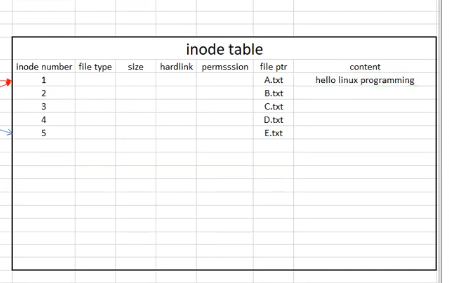 inode table
inode number file type size hardlink permsssion file ptr content
1 A.txt hello linux programming
2 B.txt
3 C.txt
4 D.txt
5 E.txt